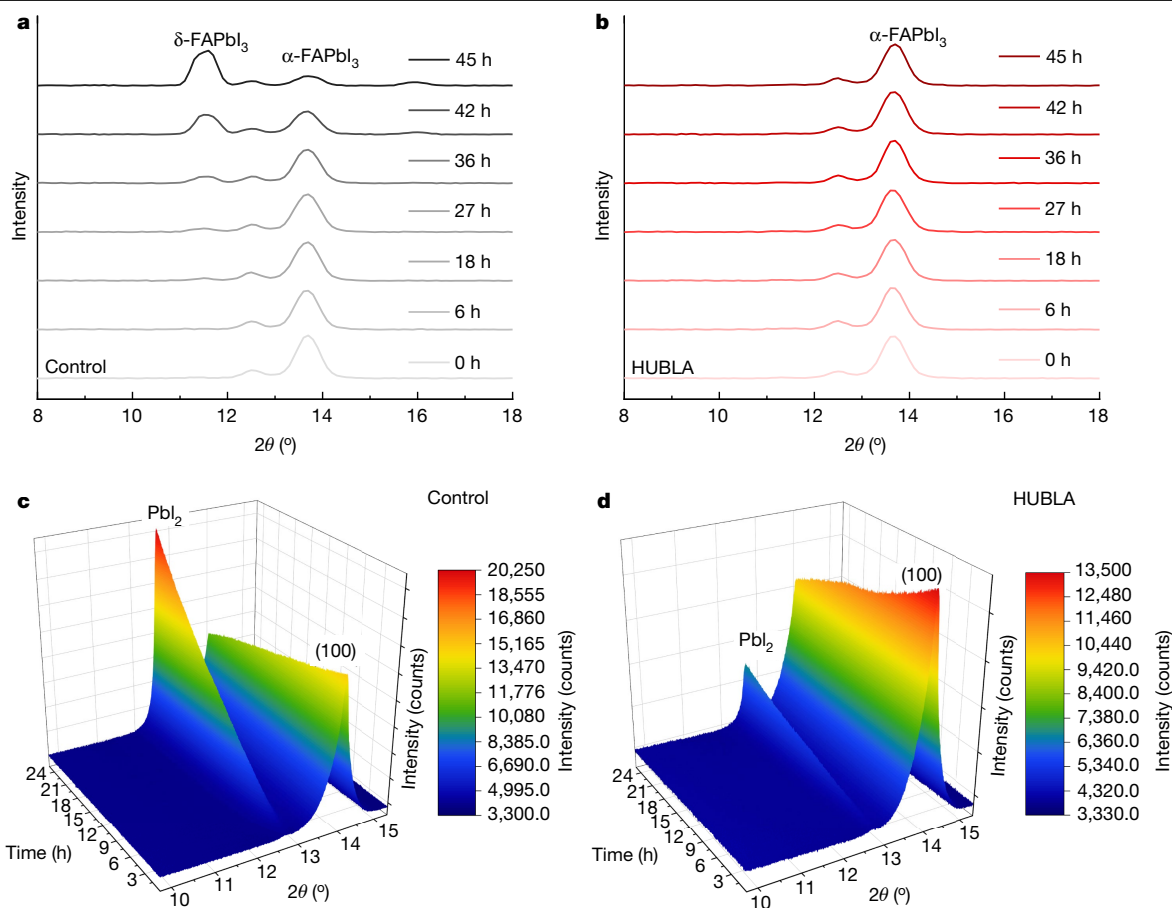 a
δ-FAPbI3
α-FAPbI3
45 h
42 h
36 h
27 h
18 h
6 h
0 h
Control
Intensity
8 10 12 14 16 18
2θ (°)
b
α-FAPbI3
45 h
42 h
36 h
27 h
18 h
6 h
0 h
HUBLA
Intensity
8 10 12 14 16 18
2θ (°)
c
Control
PbI2
(100)
20,250
18,555
16,860
15,165
13,470
11,776
10,080
8,385.0
6,690.0
4,995.0
3,300.0
Intensity (counts)
Intensity (counts)
24
21
18
15
12
9
6
3
Time (h)
10 11 12 13 14 15
2θ (°)
d
HUBLA
PbI2
(100)
13,500
12,480
11,460
10,440
9,420.0
8,400.0
7,380.0
6,360.0
5,340.0
4,320.0
3,330.0
Intensity (counts)
Intensity (counts)
24
21
18
15
12
9
6
3
Time (h)
10 11 12 13 14 15
2θ (°)